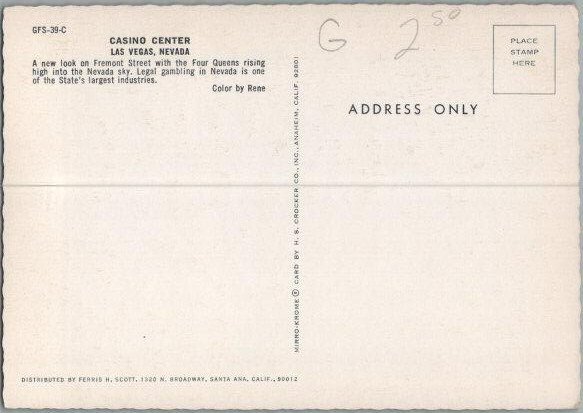 GFS-39-C
CASINO CENTER
LAS VEGAS, NEVADA
A new look on Fremont Street with the Four Queens rising
high into the Nevada sky. Legal gambling in Nevada is one
of the State's largest industries.
Color by Rene
G 2 50
PLACE
STAMP
HERE
ADDRESS ONLY
MIRRO-KROME® CARD BY H. S. CROCKER CO., INC., ANAHEIM, CALIF. 92801
DISTRIBUTED BY FERRIS H. SCOTT, 1320 N. BROADWAY, SANTA ANA, CALIF., 90012